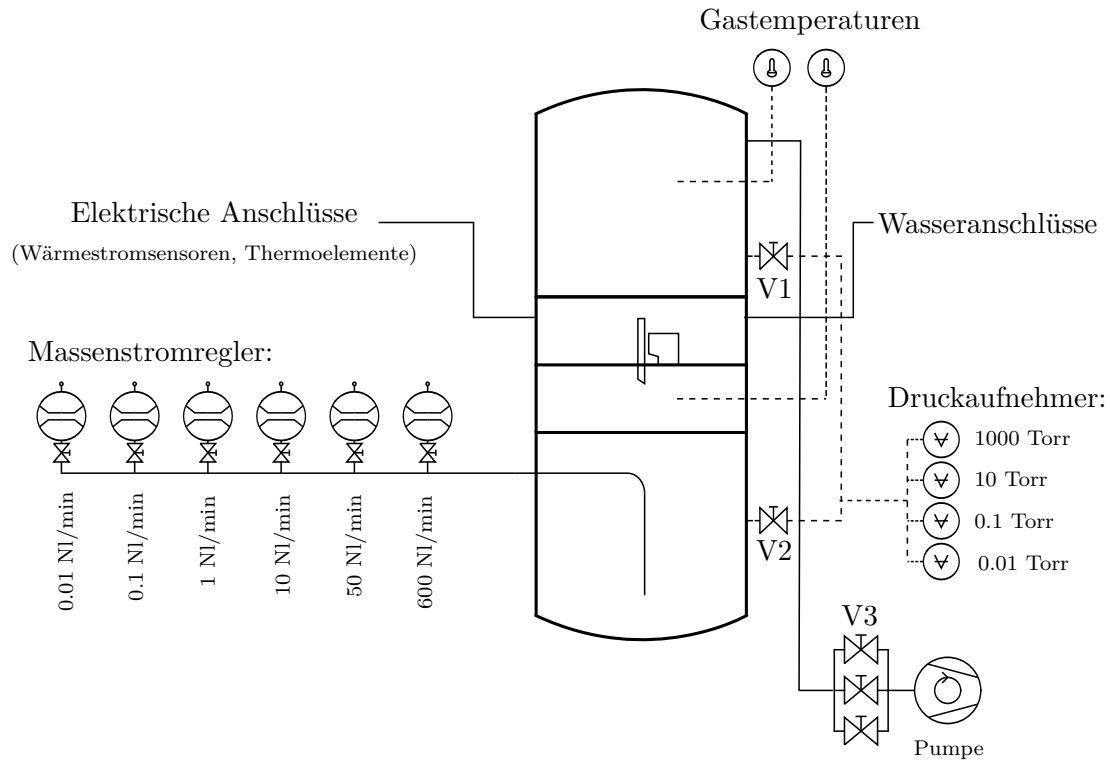 Gastemperaturen
Elektrische Anschlüsse
(Wärmestromsensoren, Thermoelemente)
Wasseranschlüsse
V1
Massenstromregler:
Druckaufnehmer:
1000 Torr
10 Torr
0.1 Torr
0.01 Torr
0.01 Nl/min
0.1 Nl/min
1 Nl/min
10 Nl/min
50 Nl/min
600 Nl/min
V2
V3
Pumpe